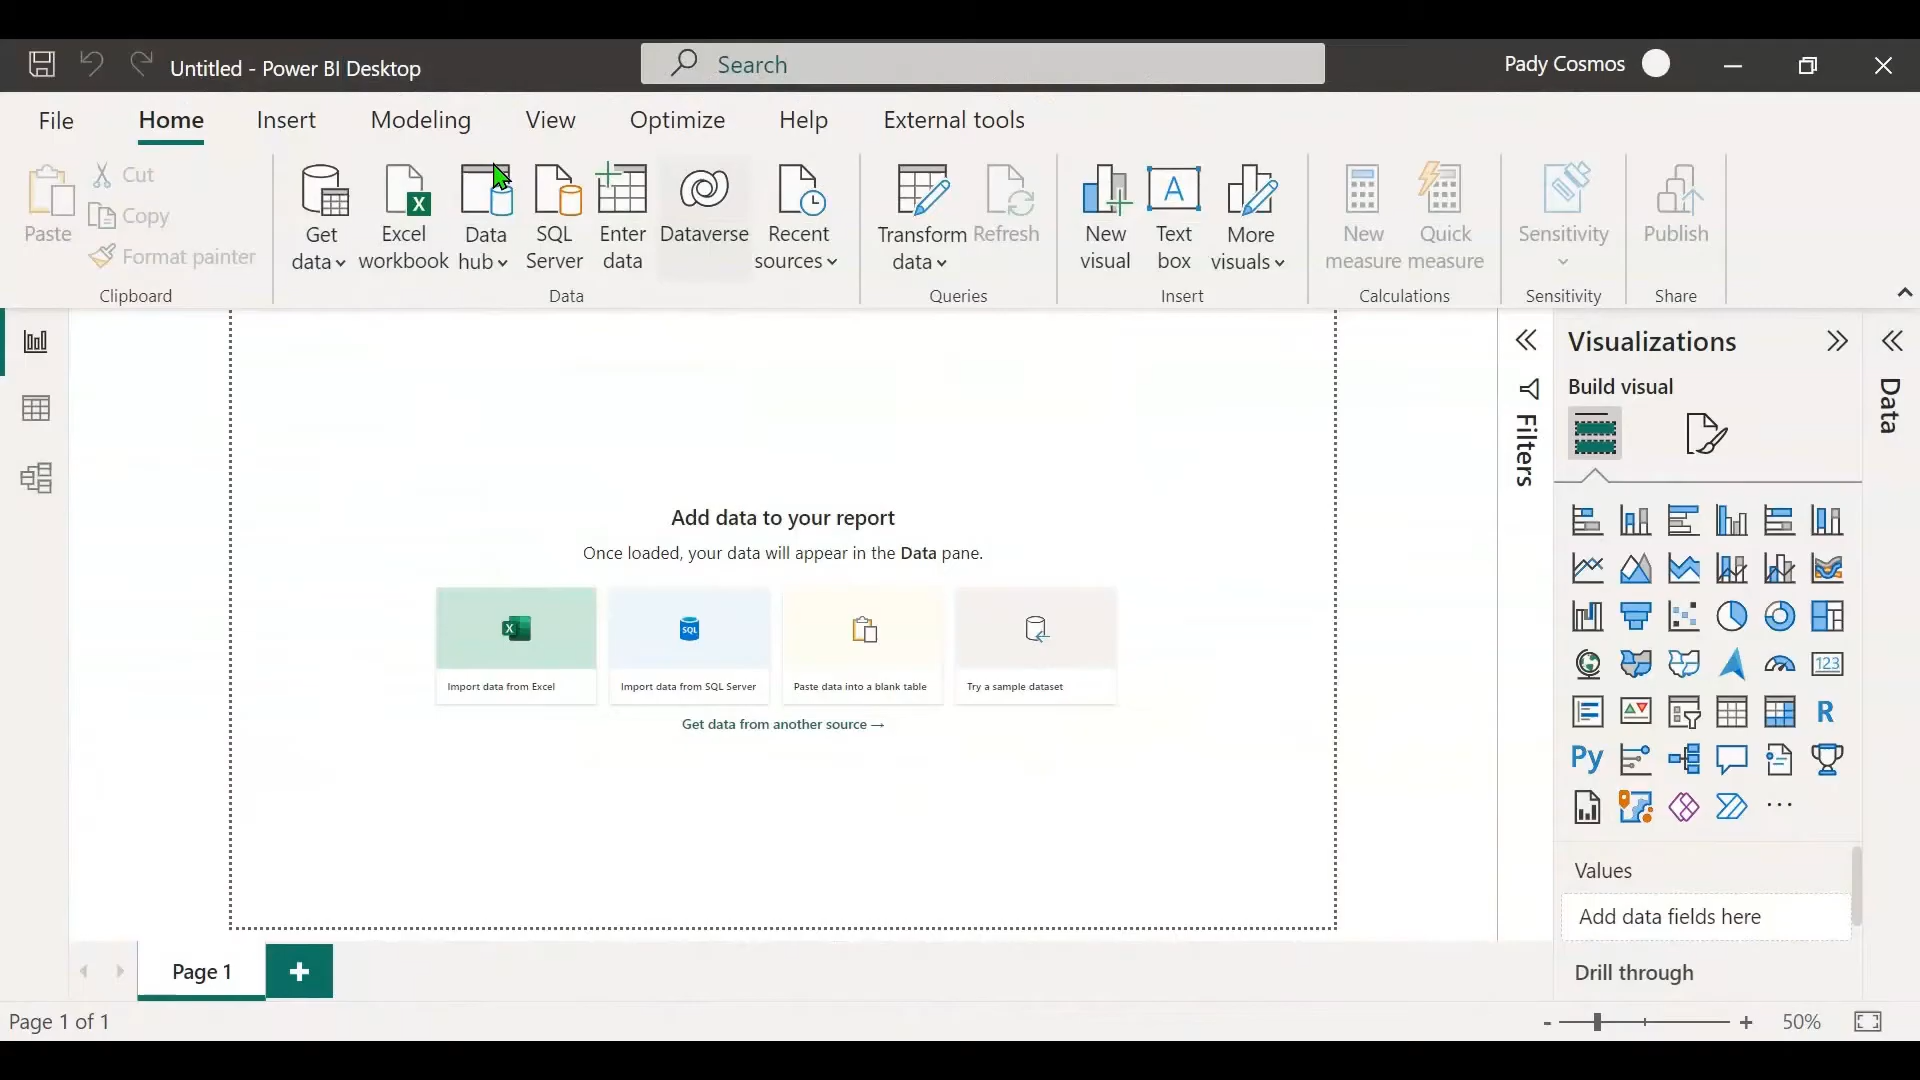 Untitled - Power BI Desktop
Search
Pady Cosmos
File
Home
Insert
Modeling
View
Optimize
Help
External tools
Paste
Cut
Copy
Format painter
Clipboard
Get
data
Excel
workbook
Data
hub
SQL
Server
Enter
data
Dataverse
Recent
sources
Data
Transform
data
Refresh
Queries
New
visual
Text
box
More
visuals
Insert
New
measure
Quick
measure
Calculations
Sensitivity
Sensitivity
Publish
Share
Add data to your report
Once loaded, your data will appear in the Data pane.
SQL
Import data from Excel
Import data from SQL Server
Paste data into a blank table
Try a sample dataset
Get data from another source →
Filters
Visualizations
Build visual
123
R
Py
Values
Add data fields here
Drill through
Data
Page 1
Page 1 of 1
- + 50%